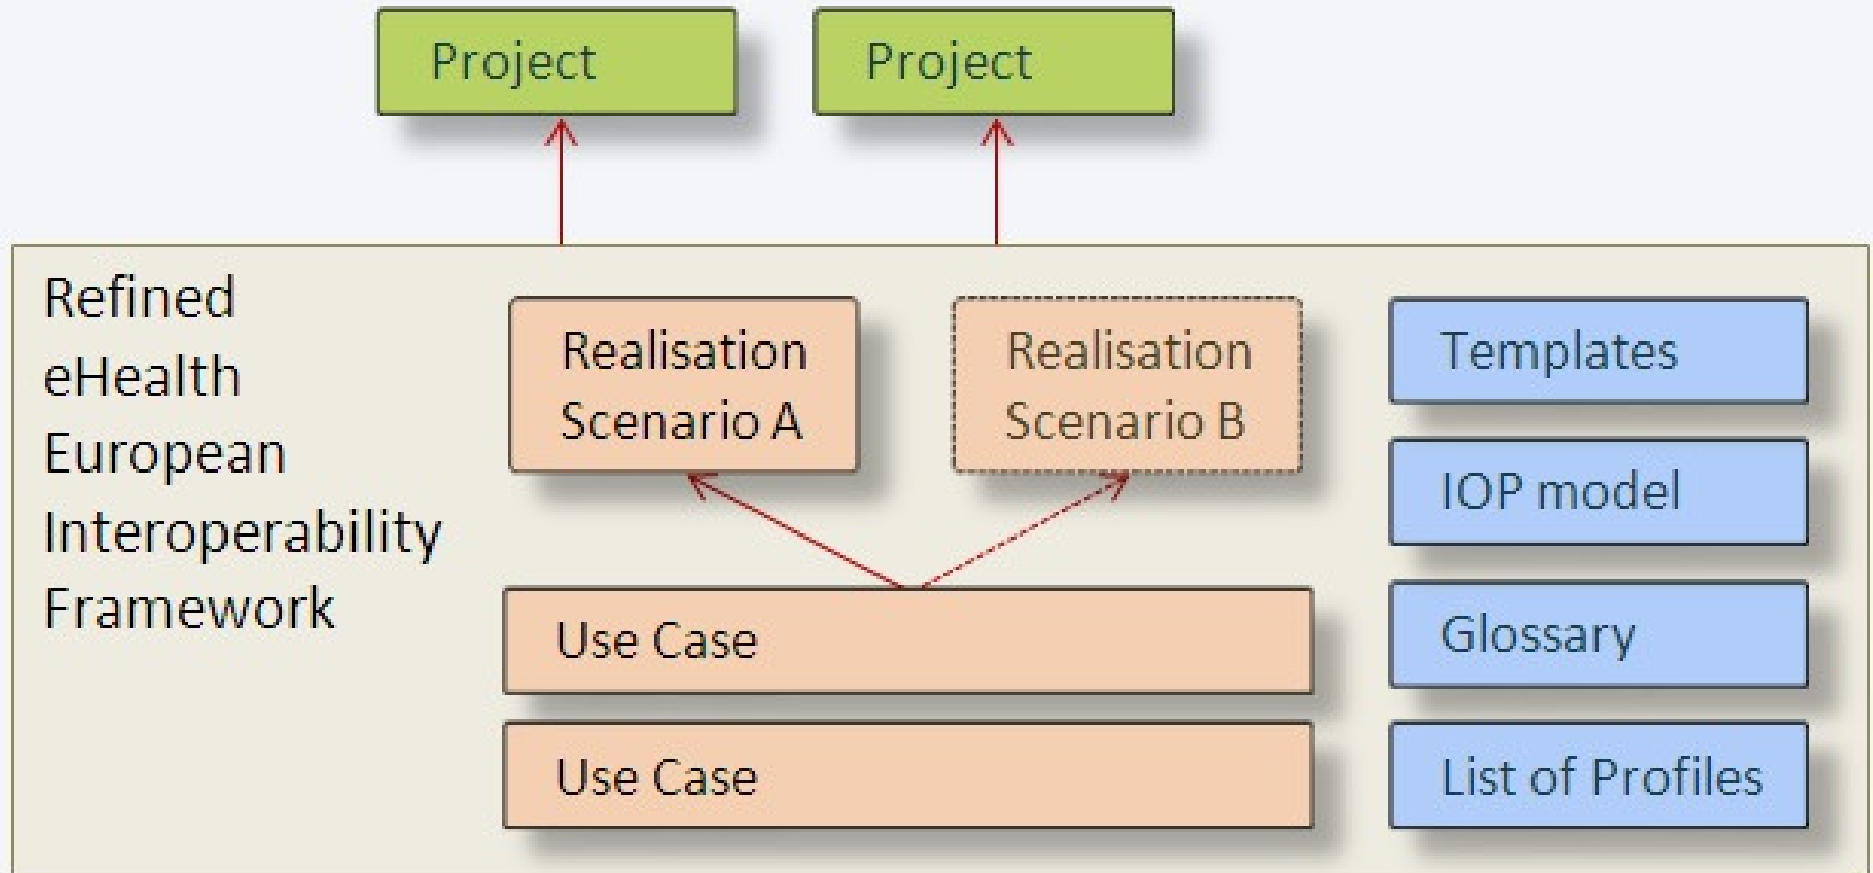 Project
Project
Refined
eHealth
European
Interoperability
Framework
Realisation
Scenario A
Realisation
Scenario B
Use Case
Use Case
Templates
IOP model
Glossary
List of Profiles